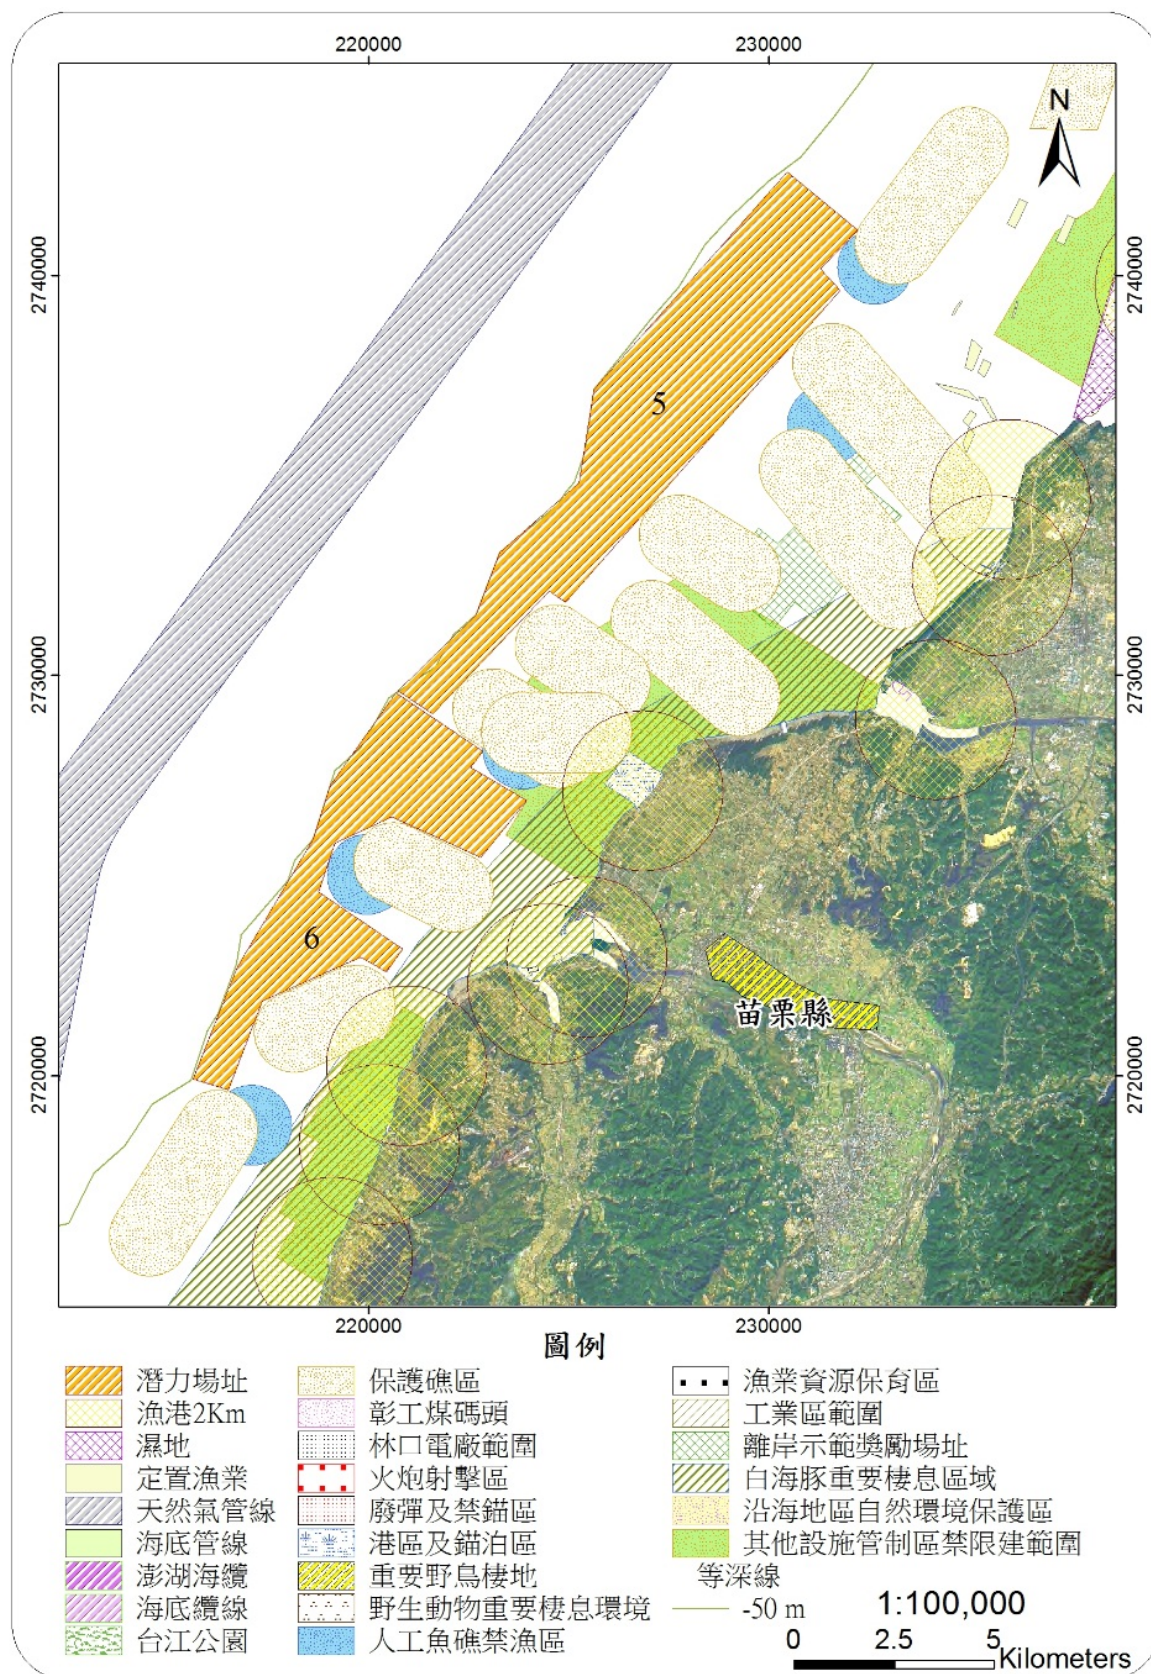 220000 230000
N
2740000 2740000
5
2730000 2730000
6
苗栗縣
2720000 2720000
220000 230000
圖例
潛力場址 保護礁區 漁業資源保育區
漁港2Km 彰工煤碼頭 工業區範圍
濕地 林口電廠範圍 離岸示範獎勵場址
定置漁業 火炮射擊區 白海豚重要棲息區域
天然氣管線 廢彈及禁錨區 沿海地區自然環境保護區
海底管線 港區及錨泊區 其他設施管制區禁限建範圍
澎湖海纜 重要野鳥棲地 等深線
海底纜線 野生動物重要棲息環境 -50 m 1:100,000
台江公園 人工魚礁禁漁區 0 2.5 5 Kilometers